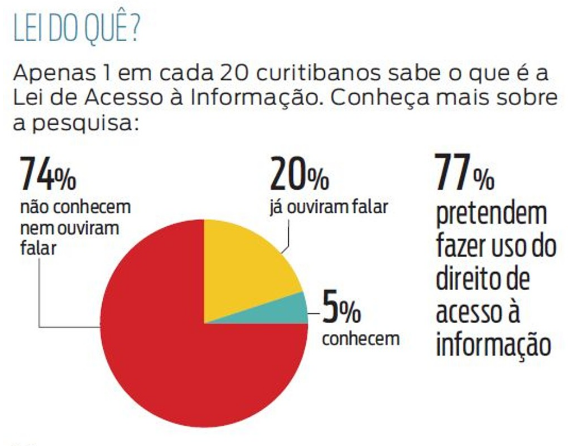 LEI DO QUÊ?
Apenas 1 em cada 20 curitibanos sabe o que é a
Lei de Acesso à Informação. Conheça mais sobre
a pesquisa:
74%
não conhecem
nem ouviram
falar
20%
já ouviram falar
5%
conhecem
77%
pretendem
fazer uso do
direito de
acesso à
informação